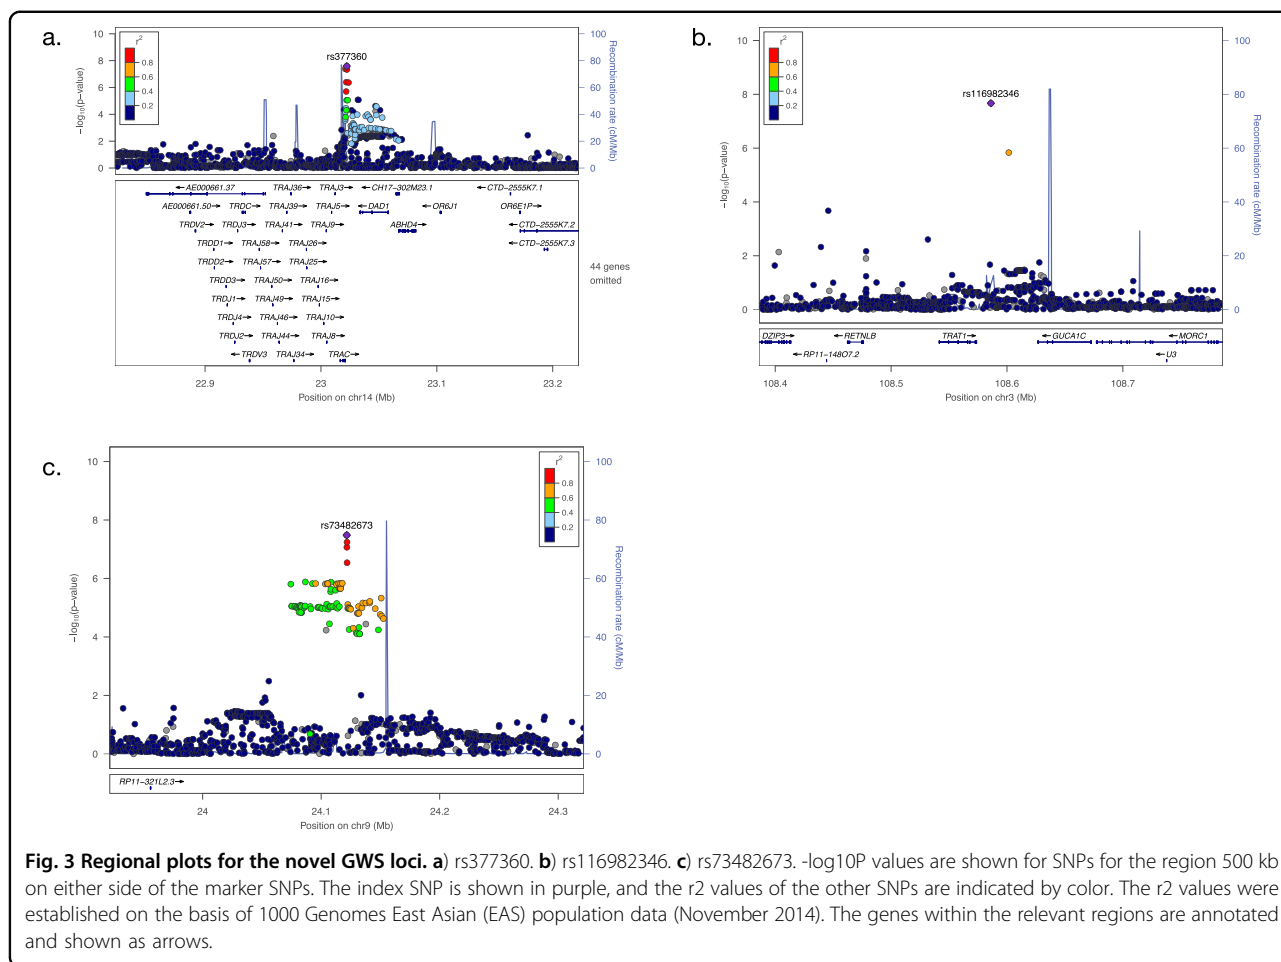 a.
r2
0.8
0.6
0.4
0.2
rs377360
10
8
6
4
2
0
−log10(p−value)
100
80
60
40
20
0
Recombination rate (cM/Mb)
←AE000661.37
TRAJ36→
TRAJ3→
←CH17−302M23.1
←CTD−2555K7.1
AE000661.50→
TRDC→
TRAJ39→
TRAJ5→
←DAD1
←OR6J1
OR6E1P→
TRDV2→
TRDJ3→
TRAJ41→
TRAJ9→
ABHD4→
←CTD−2555K7.2
TRDD1→
TRAJ58→
TRAJ26→
←CTD−2555K7.3
TRDD2→
TRAJ57→
TRAJ25→
44 genes
omitted
TRDD3→
TRAJ50→
TRAJ16→
TRDJ1→
TRAJ49→
TRAJ15→
TRDJ4→
TRAJ46→
TRAJ10→
TRDJ2→
TRAJ44→
TRAJ8→
←TRDV3
TRAJ34→
TRAC→
22.9
23
23.1
23.2
Position on chr14 (Mb)
b.
r2
0.8
0.6
0.4
0.2
rs116982346
10
8
6
4
2
0
−log10(p−value)
100
80
60
40
20
0
Recombination rate (cM/Mb)
DZIP3→
←RETNLB
TRAT1→
←GUCA1C
←MORC1
←RP11−148O7.2
←U3
108.4
108.5
108.6
108.7
Position on chr3 (Mb)
c.
r2
0.8
0.6
0.4
0.2
rs73482673
10
8
6
4
2
0
−log10(p−value)
100
80
60
40
20
0
Recombination rate (cM/Mb)
RP11−321L2.3→
24
24.1
24.2
24.3
Position on chr9 (Mb)
Fig. 3 Regional plots for the novel GWS loci. a) rs377360. b) rs116982346. c) rs73482673. -log10P values are shown for SNPs for the region 500 kb
on either side of the marker SNPs. The index SNP is shown in purple, and the r2 values of the other SNPs are indicated by color. The r2 values were
established on the basis of 1000 Genomes East Asian (EAS) population data (November 2014). The genes within the relevant regions are annotated
and shown as arrows.